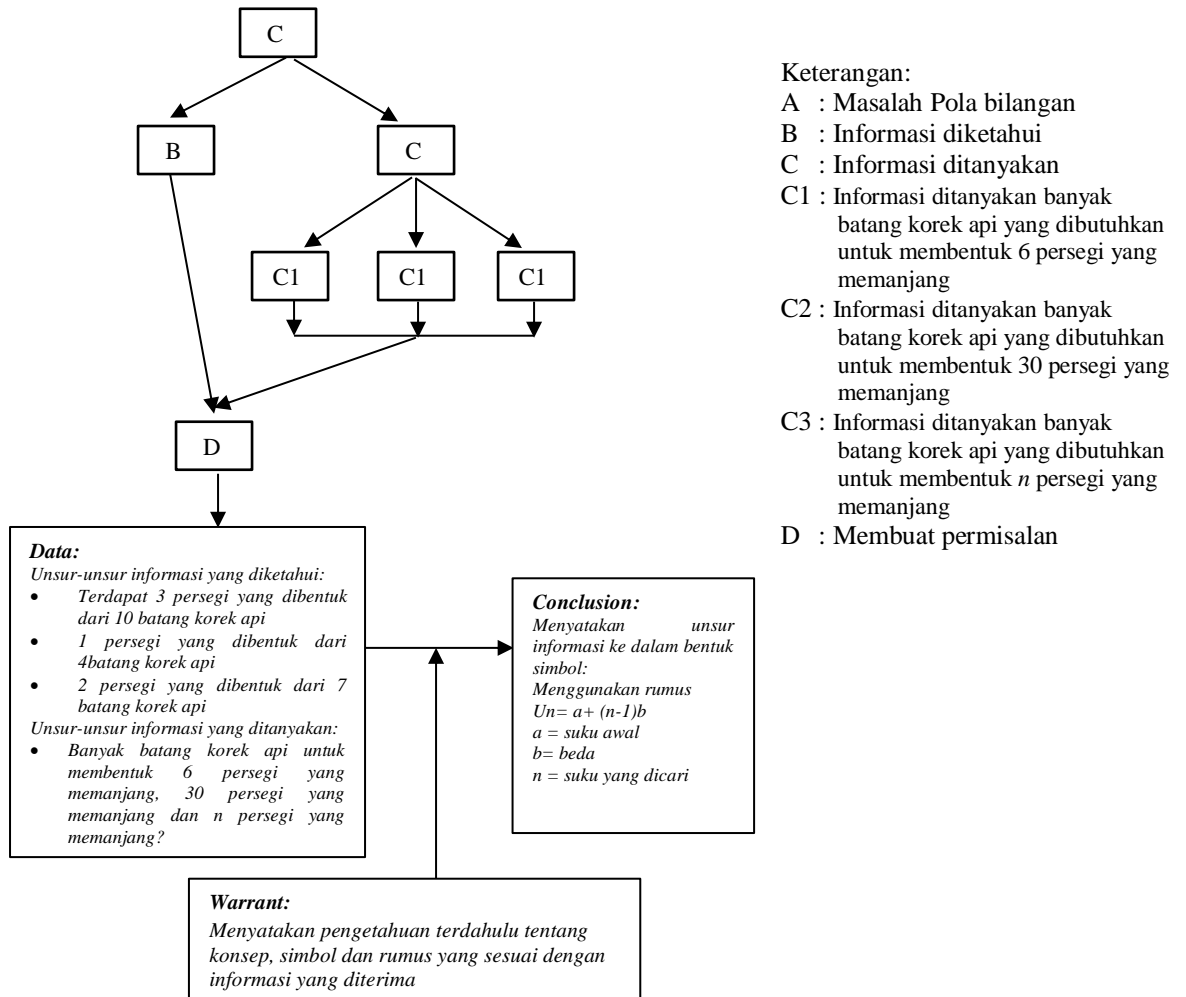 C
B
C
C1
C1
C1
D
Keterangan:
A : Masalah Pola bilangan
B : Informasi diketahui
C : Informasi ditanyakan
C1 : Informasi ditanyakan banyak
batang korek api yang dibutuhkan
untuk membentuk 6 persegi yang
memanjang
C2 : Informasi ditanyakan banyak
batang korek api yang dibutuhkan
untuk membentuk 30 persegi yang
memanjang
C3 : Informasi ditanyakan banyak
batang korek api yang dibutuhkan
untuk membentuk n persegi yang
memanjang
D : Membuat permisalan
Data:
Unsur-unsur informasi yang diketahui:
• Terdapat 3 persegi yang dibentuk
dari 10 batang korek api
• 1 persegi yang dibentuk dari
4batang korek api
• 2 persegi yang dibentuk dari 7
batang korek api
Unsur-unsur informasi yang ditanyakan:
• Banyak batang korek api untuk
membentuk 6 persegi yang
memanjang, 30 persegi yang
memanjang dan n persegi yang
memanjang?
Conclusion:
Menyatakan unsur
informasi ke dalam bentuk
simbol:
Menggunakan rumus
Un= a+ (n-1)b
a = suku awal
b= beda
n = suku yang dicari
Warrant:
Menyatakan pengetahuan terdahulu tentang
konsep, simbol dan rumus yang sesuai dengan
informasi yang diterima